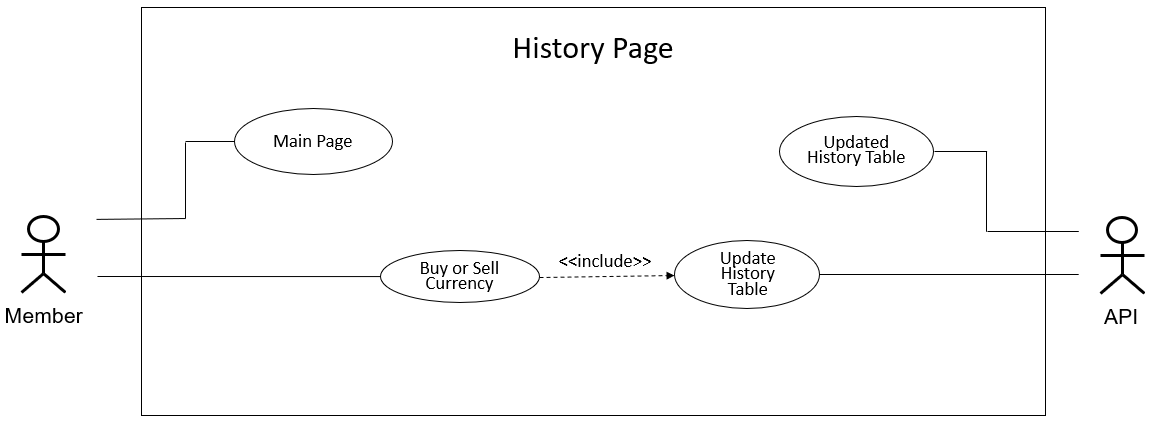 History Page
Main Page
Updated
History Table
Buy or Sell
Currency
<<include>>
Update
History
Table
Member
API